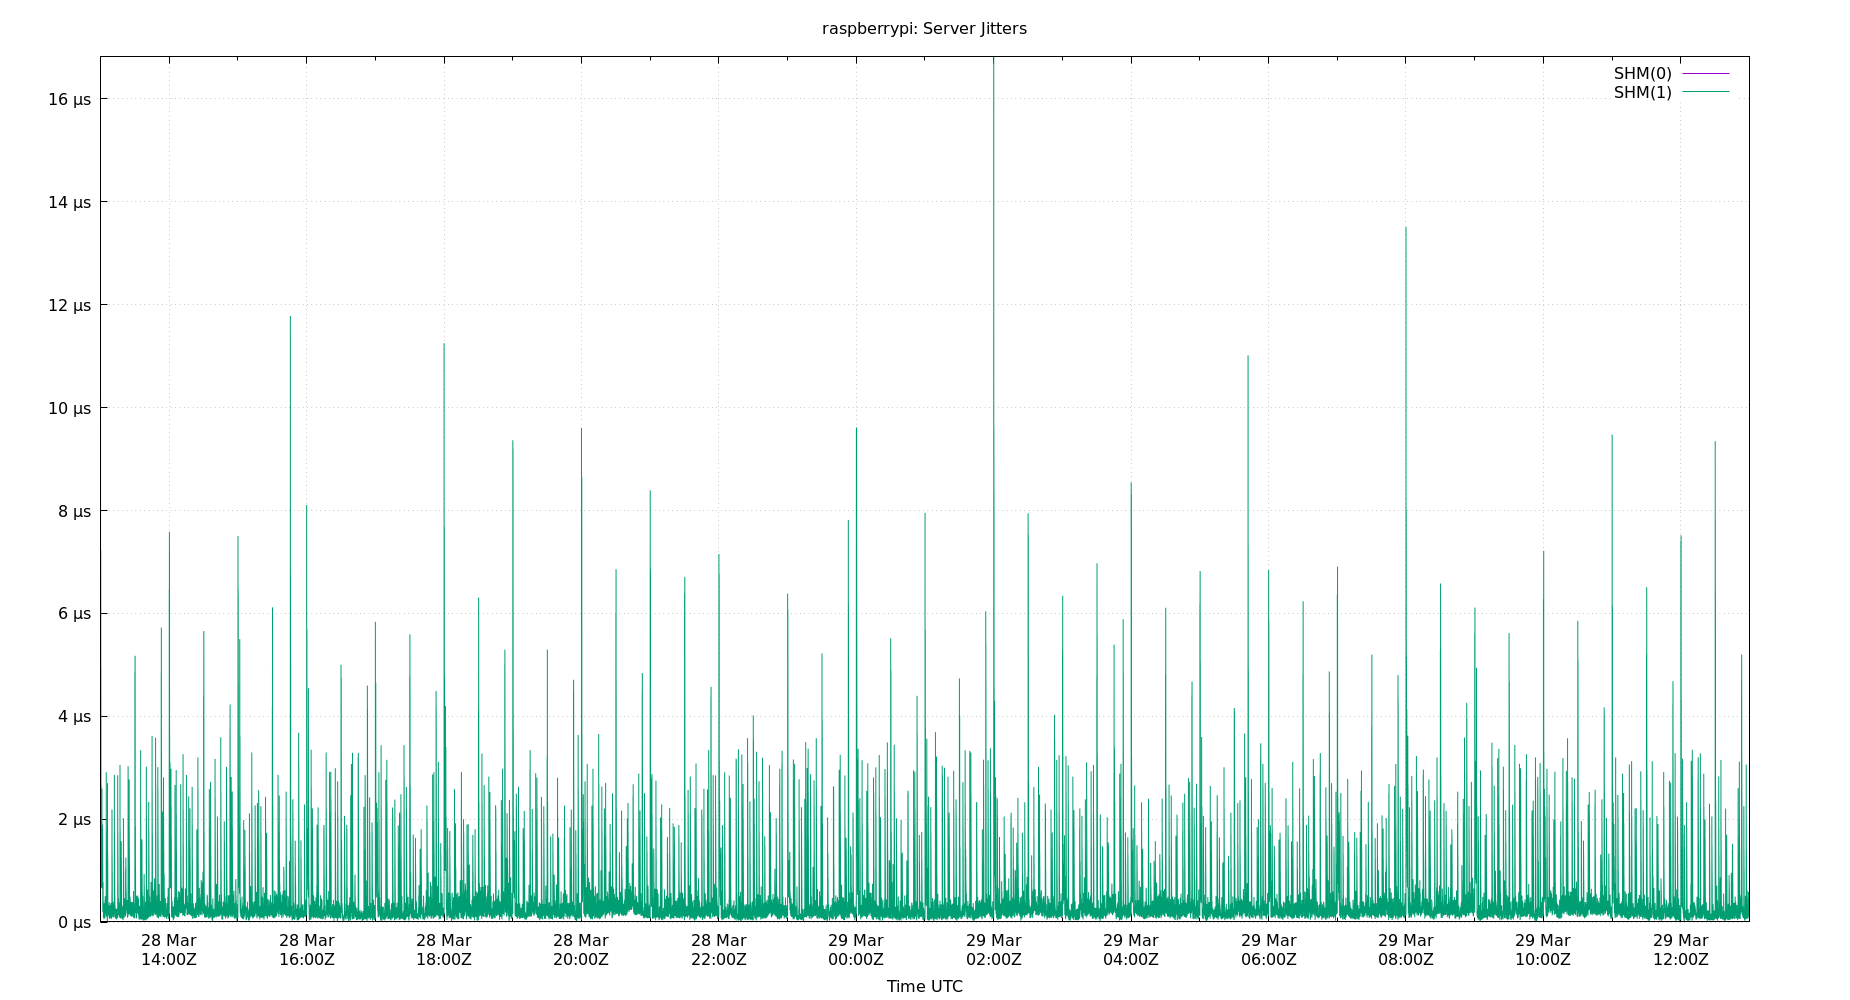 raspberrypi: Server Jitters
SHM(0)
SHM(1)
16 µs
14 µs
12 µs
10 µs
8 µs
6 µs
4 µs
2 µs
0 µs
28 Mar 28 Mar 28 Mar 28 Mar 28 Mar 29 Mar 29 Mar 29 Mar 29 Mar 29 Mar 29 Mar 29 Mar
14:00Z 16:00Z 18:00Z 20:00Z 22:00Z 00:00Z 02:00Z 04:00Z 06:00Z 08:00Z 10:00Z 12:00Z
Time UTC